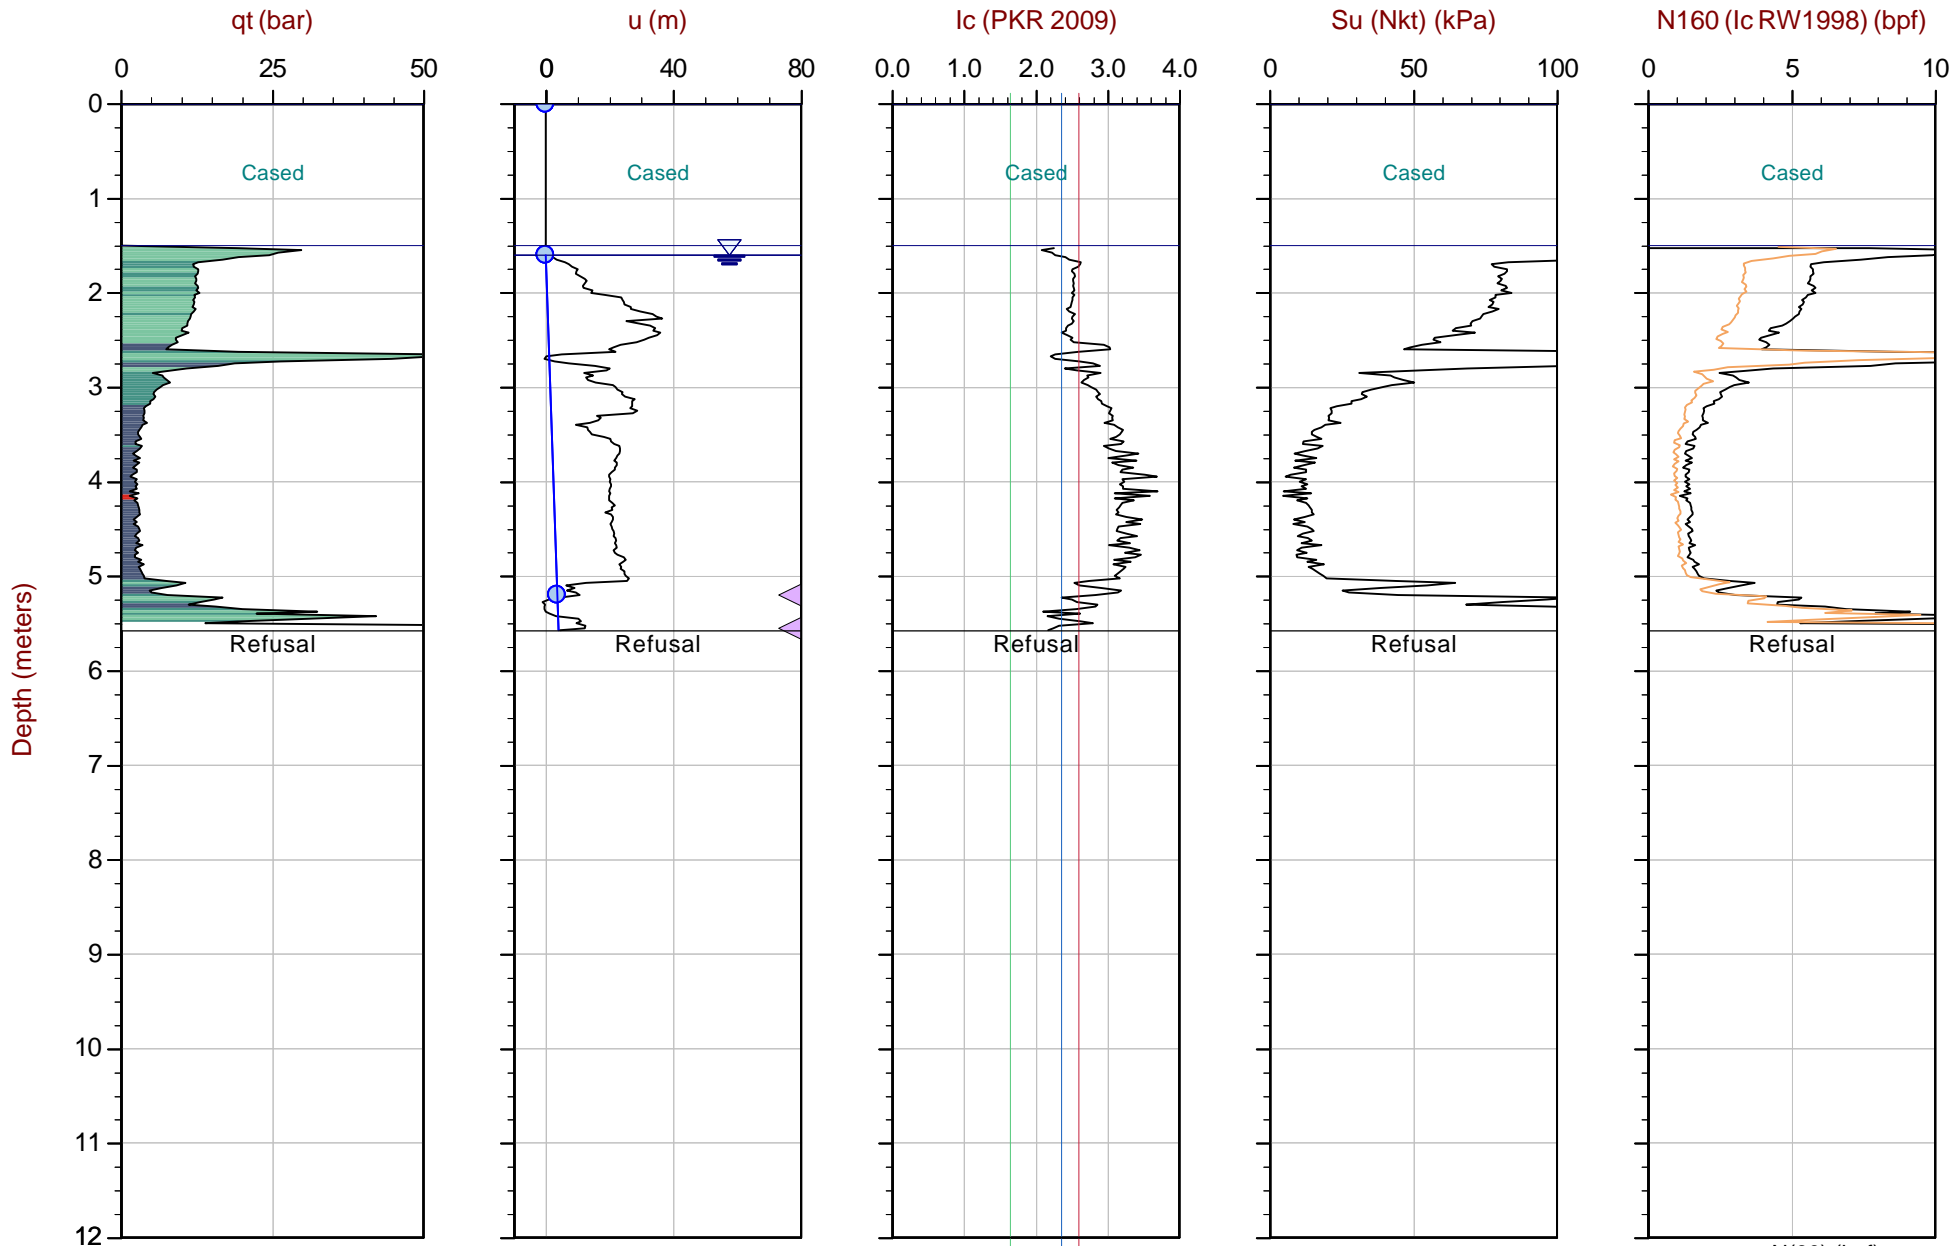 qt (bar) u (m) Ic (PKR 2009) Su (Nkt) (kPa) N160 (Ic RW1998) (bpf)
0 25 50 0 40 80 0.0 1.0 2.0 3.0 4.0 0 50 100 0 5 10
0
Cased Cased Cased Cased Cased
1
2
3
4
5
Refusal Refusal Refusal Refusal Refusal
6
Depth (meters)
7
8
9
10
11
12